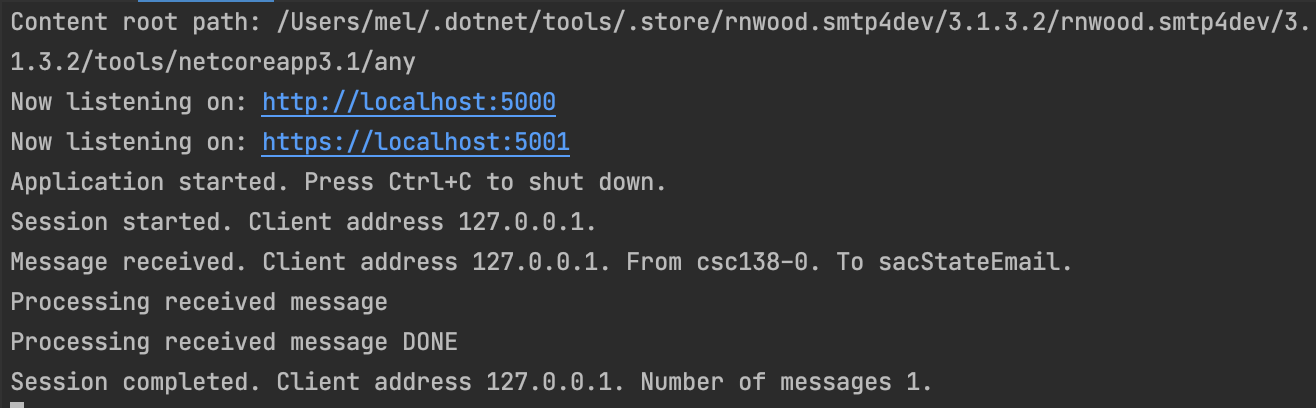 Content root path: /Users/mel/.dotnet/tools/.store/rnwood.smtp4dev/3.1.3.2/rnwood.smtp4dev/3.
1.3.2/tools/netcoreapp3.1/any
Now listening on: http://localhost:5000
Now listening on: https://localhost:5001
Application started. Press Ctrl+C to shut down.
Session started. Client address 127.0.0.1.
Message received. Client address 127.0.0.1. From csc138-0. To sacStateEmail.
Processing received message
Processing received message DONE
Session completed. Client address 127.0.0.1. Number of messages 1.